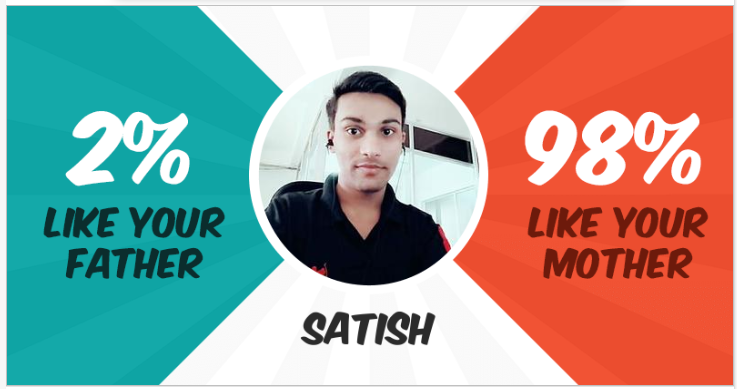 2%
LIKE YOUR
FATHER
98%
LIKE YOUR
MOTHER
SATISH